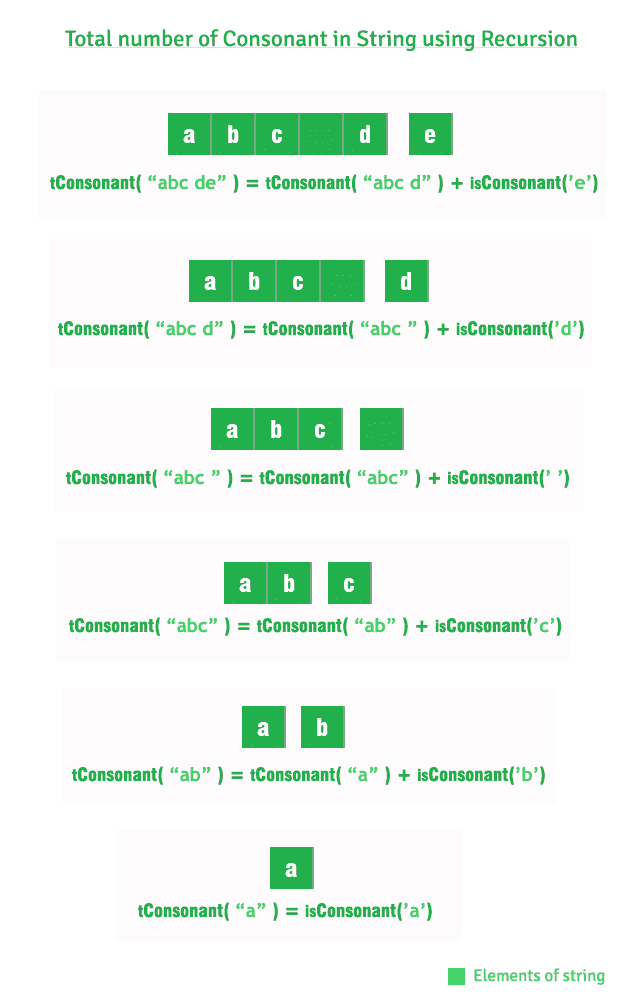 Total number of Consonant in String using Recursion
a b c d e
tConsonant( “abc de” ) = tConsonant( “abc d” ) + isConsonant(’e’)
a b c d
tConsonant( “abc d” ) = tConsonant( “abc ” ) + isConsonant(’d’)
a b c
tConsonant( “abc ” ) = tConsonant( “abc” ) + isConsonant(’ ’)
a b c
tConsonant( “abc” ) = tConsonant( “ab” ) + isConsonant(’c’)
a b
tConsonant( “ab” ) = tConsonant( “a” ) + isConsonant(’b’)
a
tConsonant( “a” ) = isConsonant(’a’)
Elements of string